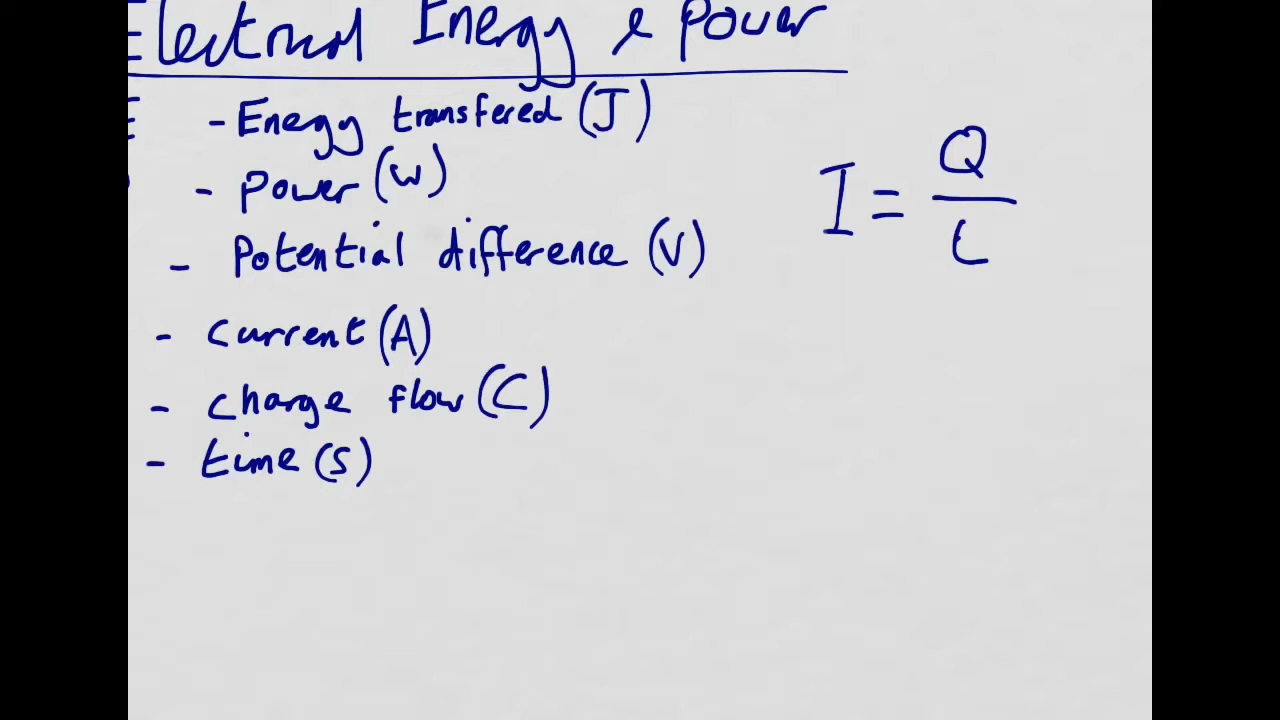 Electrical Energy & Power
E - Energy transfered (J)
- Power (W)
- Potential difference (V)
- Current (A)
- Charge flow (C)
- time (s)
I = Q
t